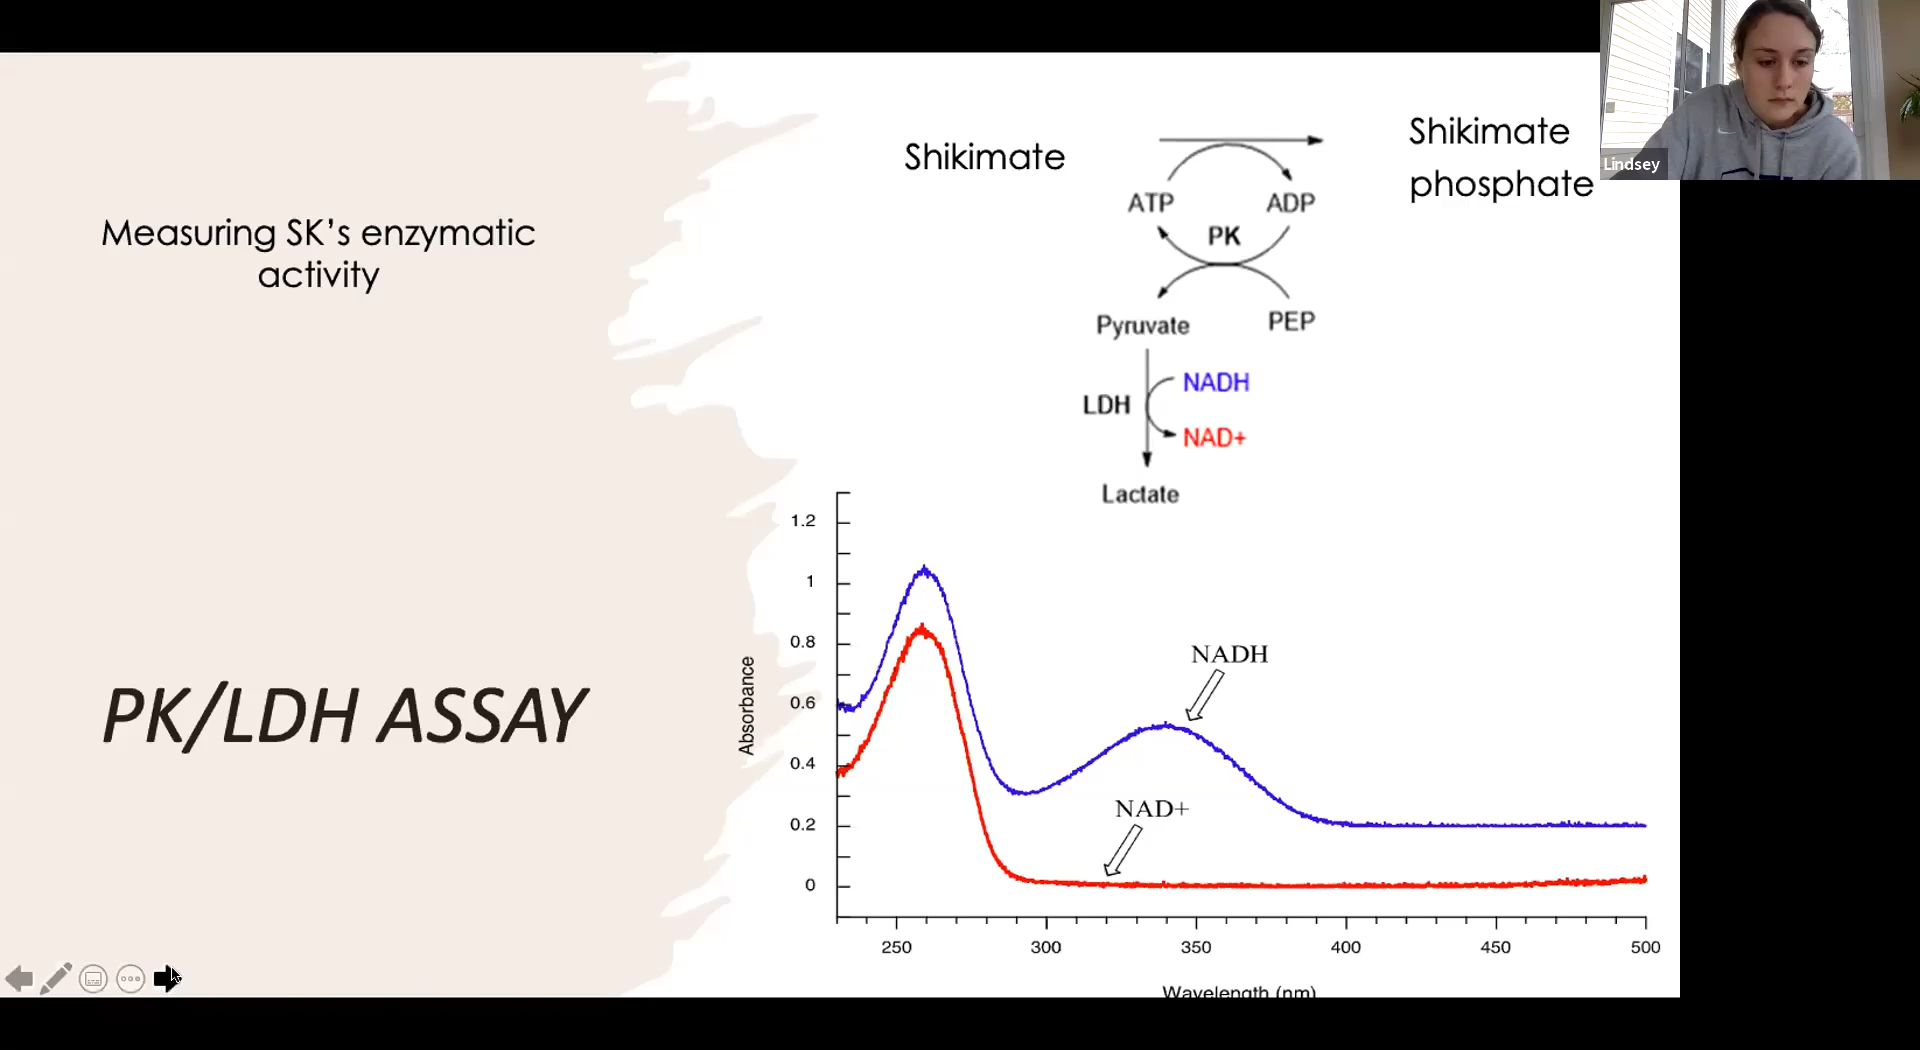 Lindsey
Measuring SK's enzymatic
activity
PK/LDH ASSAY
Shikimate
Shikimate
phosphate
ATP
ADP
PK
Pyruvate
PEP
LDH
NADH
NAD+
Lactate
1.2
1
0.8
0.6
0.4
0.2
0
Absorbance
NADH
NAD+
250
300
350
400
450
500
Wavelength (nm)